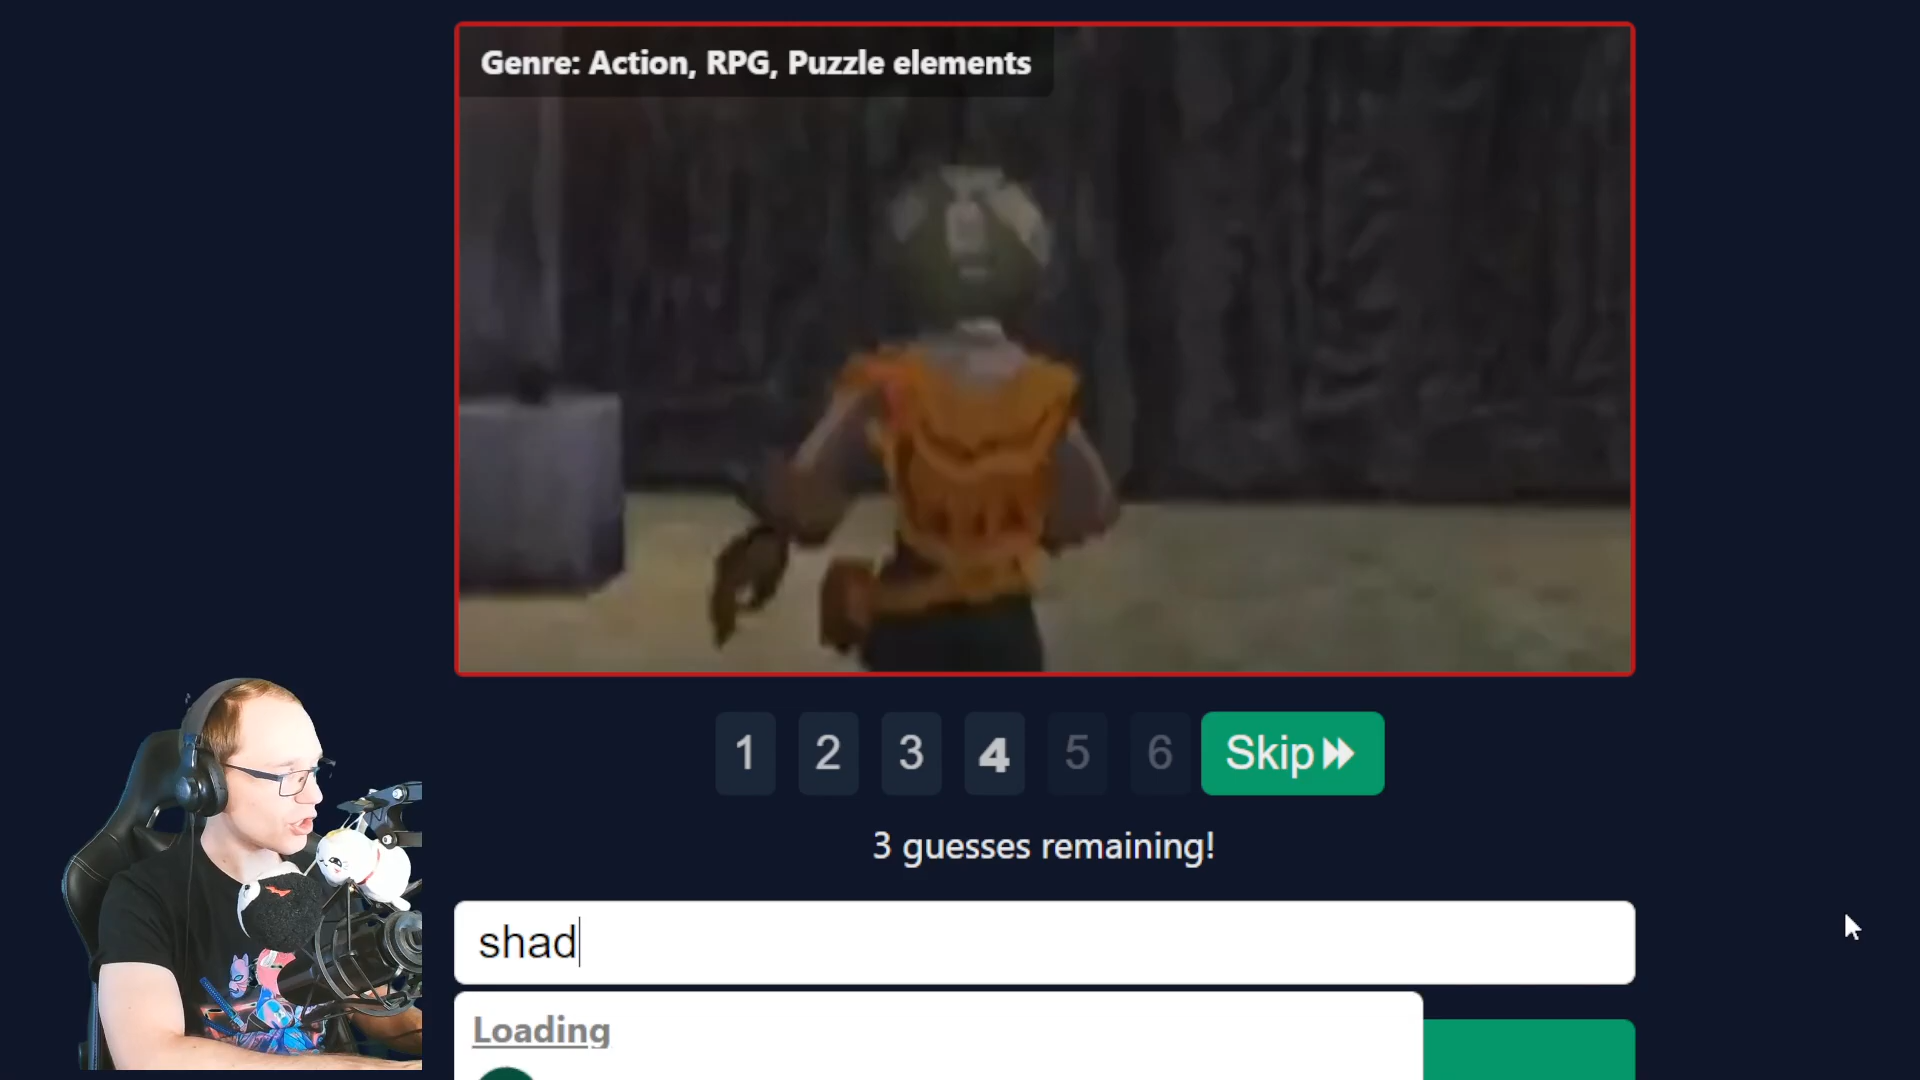 Genre: Action, RPG, Puzzle elements
1 2 3 4 5 6 Skip
3 guesses remaining!
shad
Loading